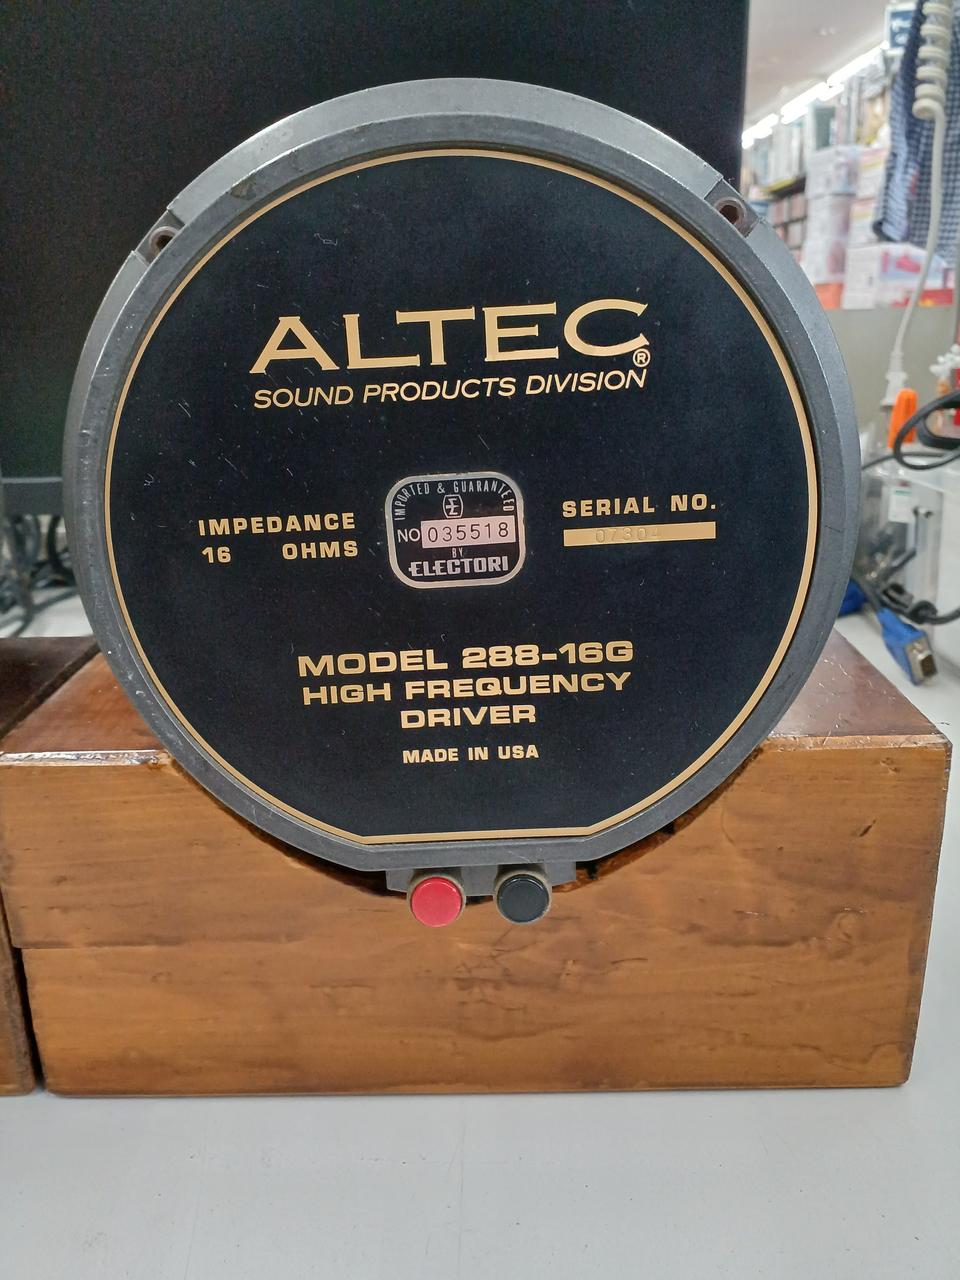 ALTEC®
SOUND PRODUCTS DIVISION
IMPEDANCE
16 OHMS
IMPORTED & GUARANTEED
NO 035518
BY
ELECTORI
SERIAL NO.
MODEL 288-16G
HIGH FREQUENCY
DRIVER
MADE IN USA